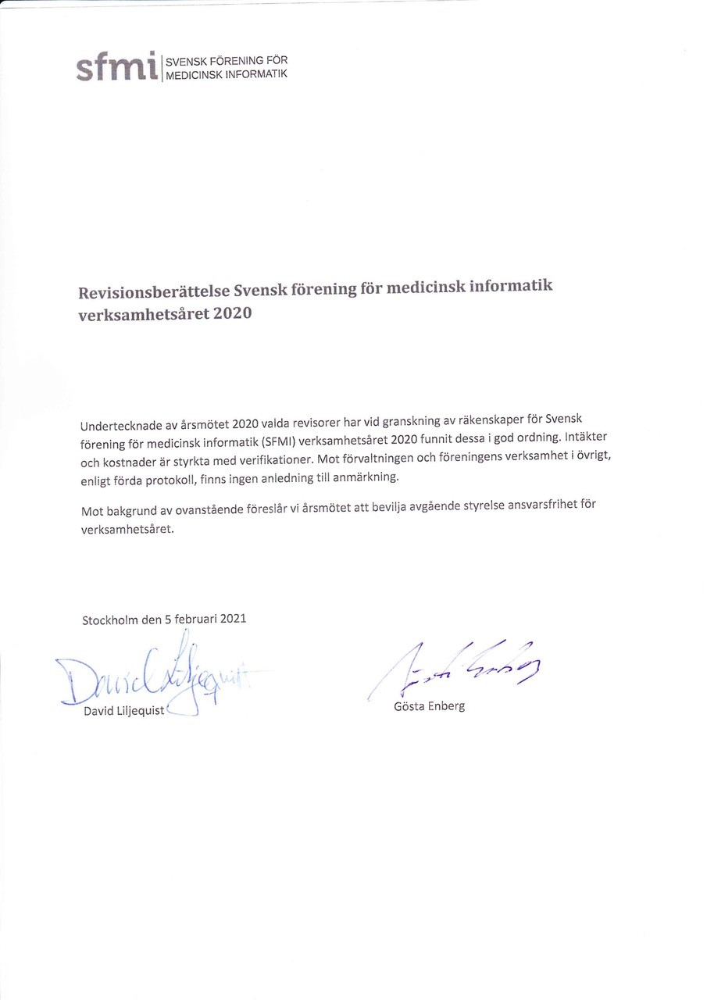 sfmi
SVENSK FÖRENING FÖR
MEDICINSK INFORMATIK
Revisionsberättelse Svensk förening för medicinsk informatik
verksamhetsåret 2020
Undertecknade av årsmötet 2020 valda revisorer har vid granskning av räkenskaper för Svensk
förening för medicinsk informatik (SFMI) verksamhetsåret 2020 funnit dessa i god ordning. Intäkter
och kostnader är styrkta med verifikationer. Mot förvaltningen och föreningens verksamhet i övrigt,
enligt förda protokoll, finns ingen anledning till anmärkning.
Mot bakgrund av ovanstående föreslår vi årsmötet att bevilja avgående styrelse ansvarsfrihet för
verksamhetsåret.
Stockholm den 5 februari 2021
David Liljequist
Gösta Enberg
David Liljequist
Gösta Enberg